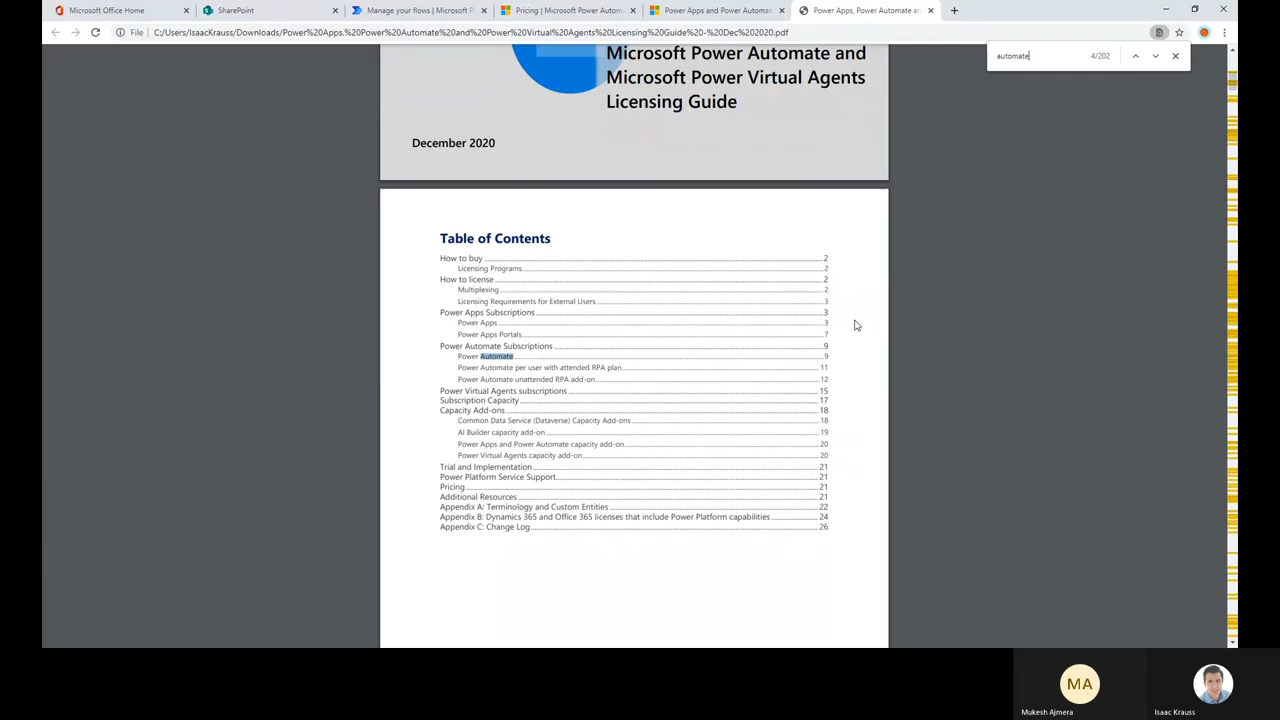 Microsoft Office Home
SharePoint
Manage your flows | Microsoft P
Pricing | Microsoft Power Autom
Power Apps and Power Automate
Power Apps, Power Automate an
File
C:/Users/IsaacKrauss/Downloads/Power%20Apps.%20Power%20Automate%20and%20Power%20Virtual%20Agents%20Licensing%20Guide%20-%20Dec%202020.pdf
automate
4/202
Microsoft Power Automate and
Microsoft Power Virtual Agents
Licensing Guide
December 2020
Table of Contents
How to buy 2
Licensing Programs 2
How to license 2
Multiplexing 2
Licensing Requirements for External Users 3
Power Apps Subscriptions 3
Power Apps 3
Power Apps Portals 7
Power Automate Subscriptions 9
Power Automate 9
Power Automate per user with attended RPA plan 11
Power Automate unattended RPA add-on 12
Power Virtual Agents subscriptions 15
Subscription Capacity 17
Capacity Add-ons 18
Common Data Service (Dataverse) Capacity Add-ons 18
AI Builder capacity add-on 19
Power Apps and Power Automate capacity add-on 20
Power Virtual Agents capacity add-on 20
Trial and Implementation 21
Power Platform Service Support 21
Pricing 21
Additional Resources 21
Appendix A: Terminology and Custom Entities 22
Appendix B: Dynamics 365 and Office 365 licenses that include Power Platform capabilities 24
Appendix C: Change Log 26
MA
Mukesh Ajmera
Isaac Krauss